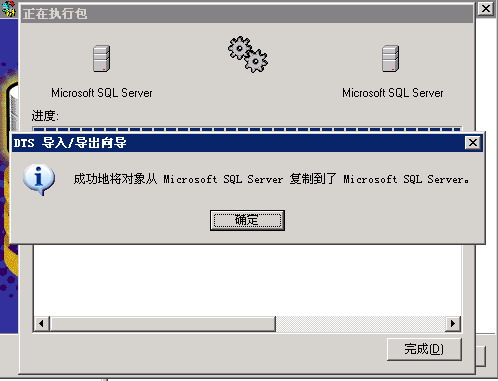 正在执行包
Microsoft SQL Server
Microsoft SQL Server
进度:
DTS 导入/导出向导
成功地将对象从 Microsoft SQL Server 复制到了 Microsoft SQL Server。
确定
完成(D)